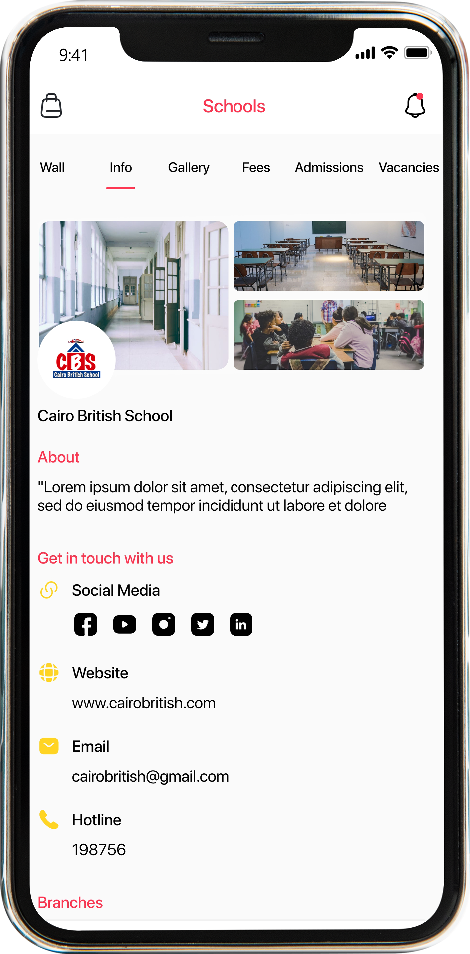 9:41
Schools
Wall Info Gallery Fees Admissions Vacancies
CBS
Cairo British School
Cairo British School
About
"Lorem ipsum dolor sit amet, consectetur adipiscing elit,
sed do eiusmod tempor incididunt ut labore et dolore
Get in touch with us
Social Media
in
Website
www.cairobritish.com
Email
cairobritish@gmail.com
Hotline
198756
Branches